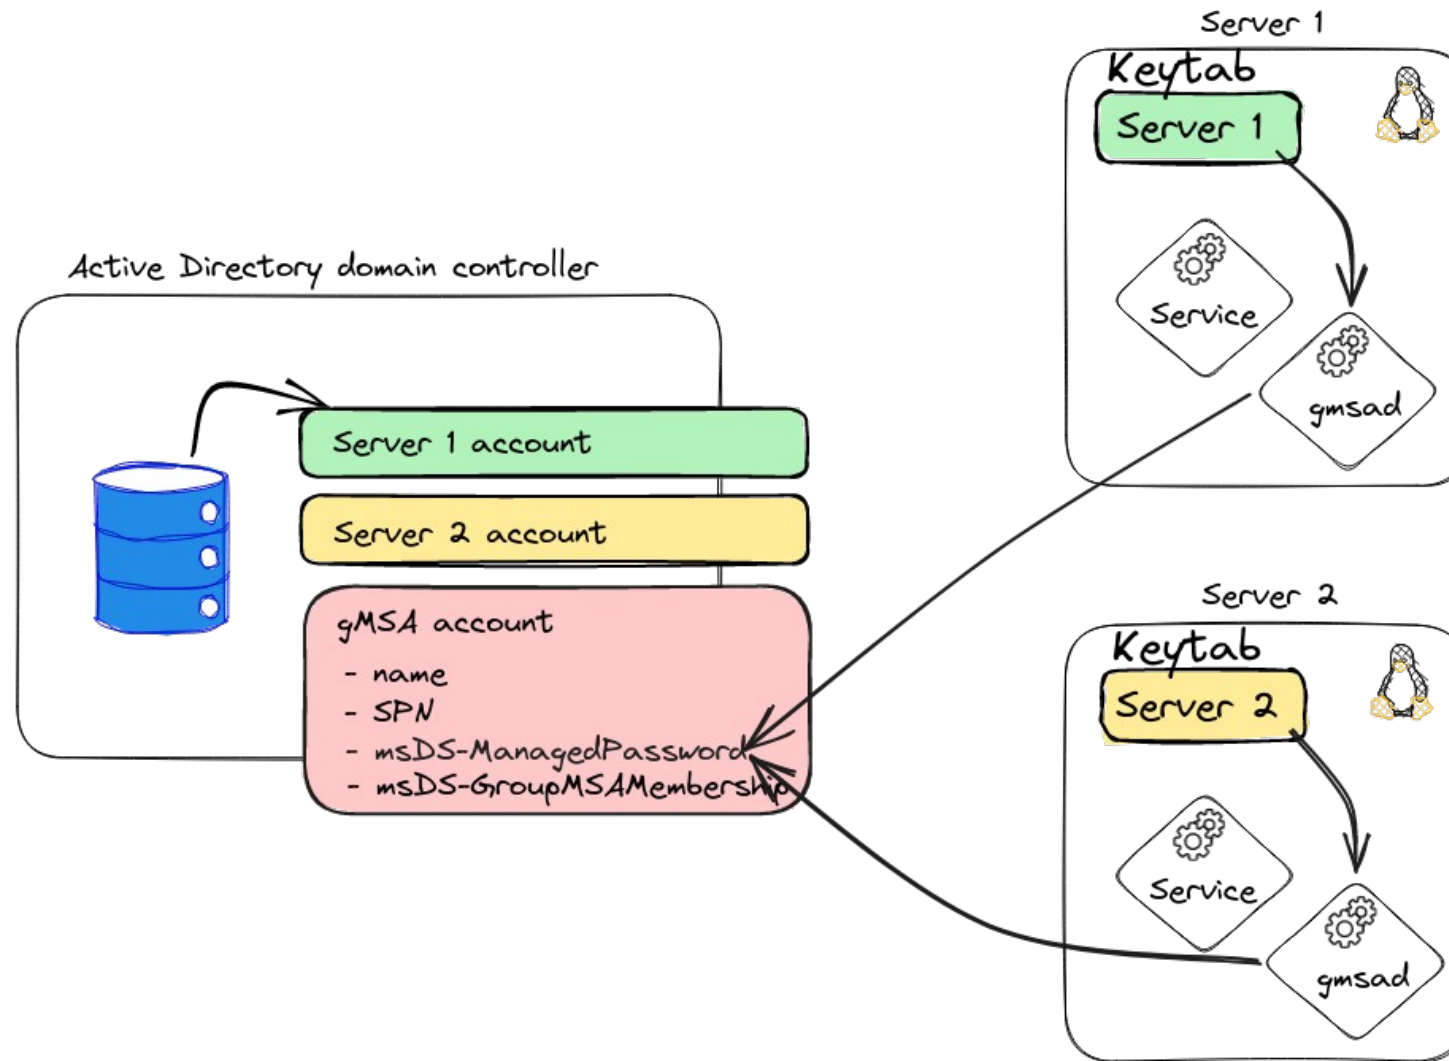 Active Directory domain controller
Server 1 account
Server 2 account
gMSA account
- name
- SPN
- msDS-ManagedPassword
- msDS-GroupMSAMembership
Server 1
Keytab
Server 1
Service
gmsad
Server 2
Keytab
Server 2
Service
gmsad